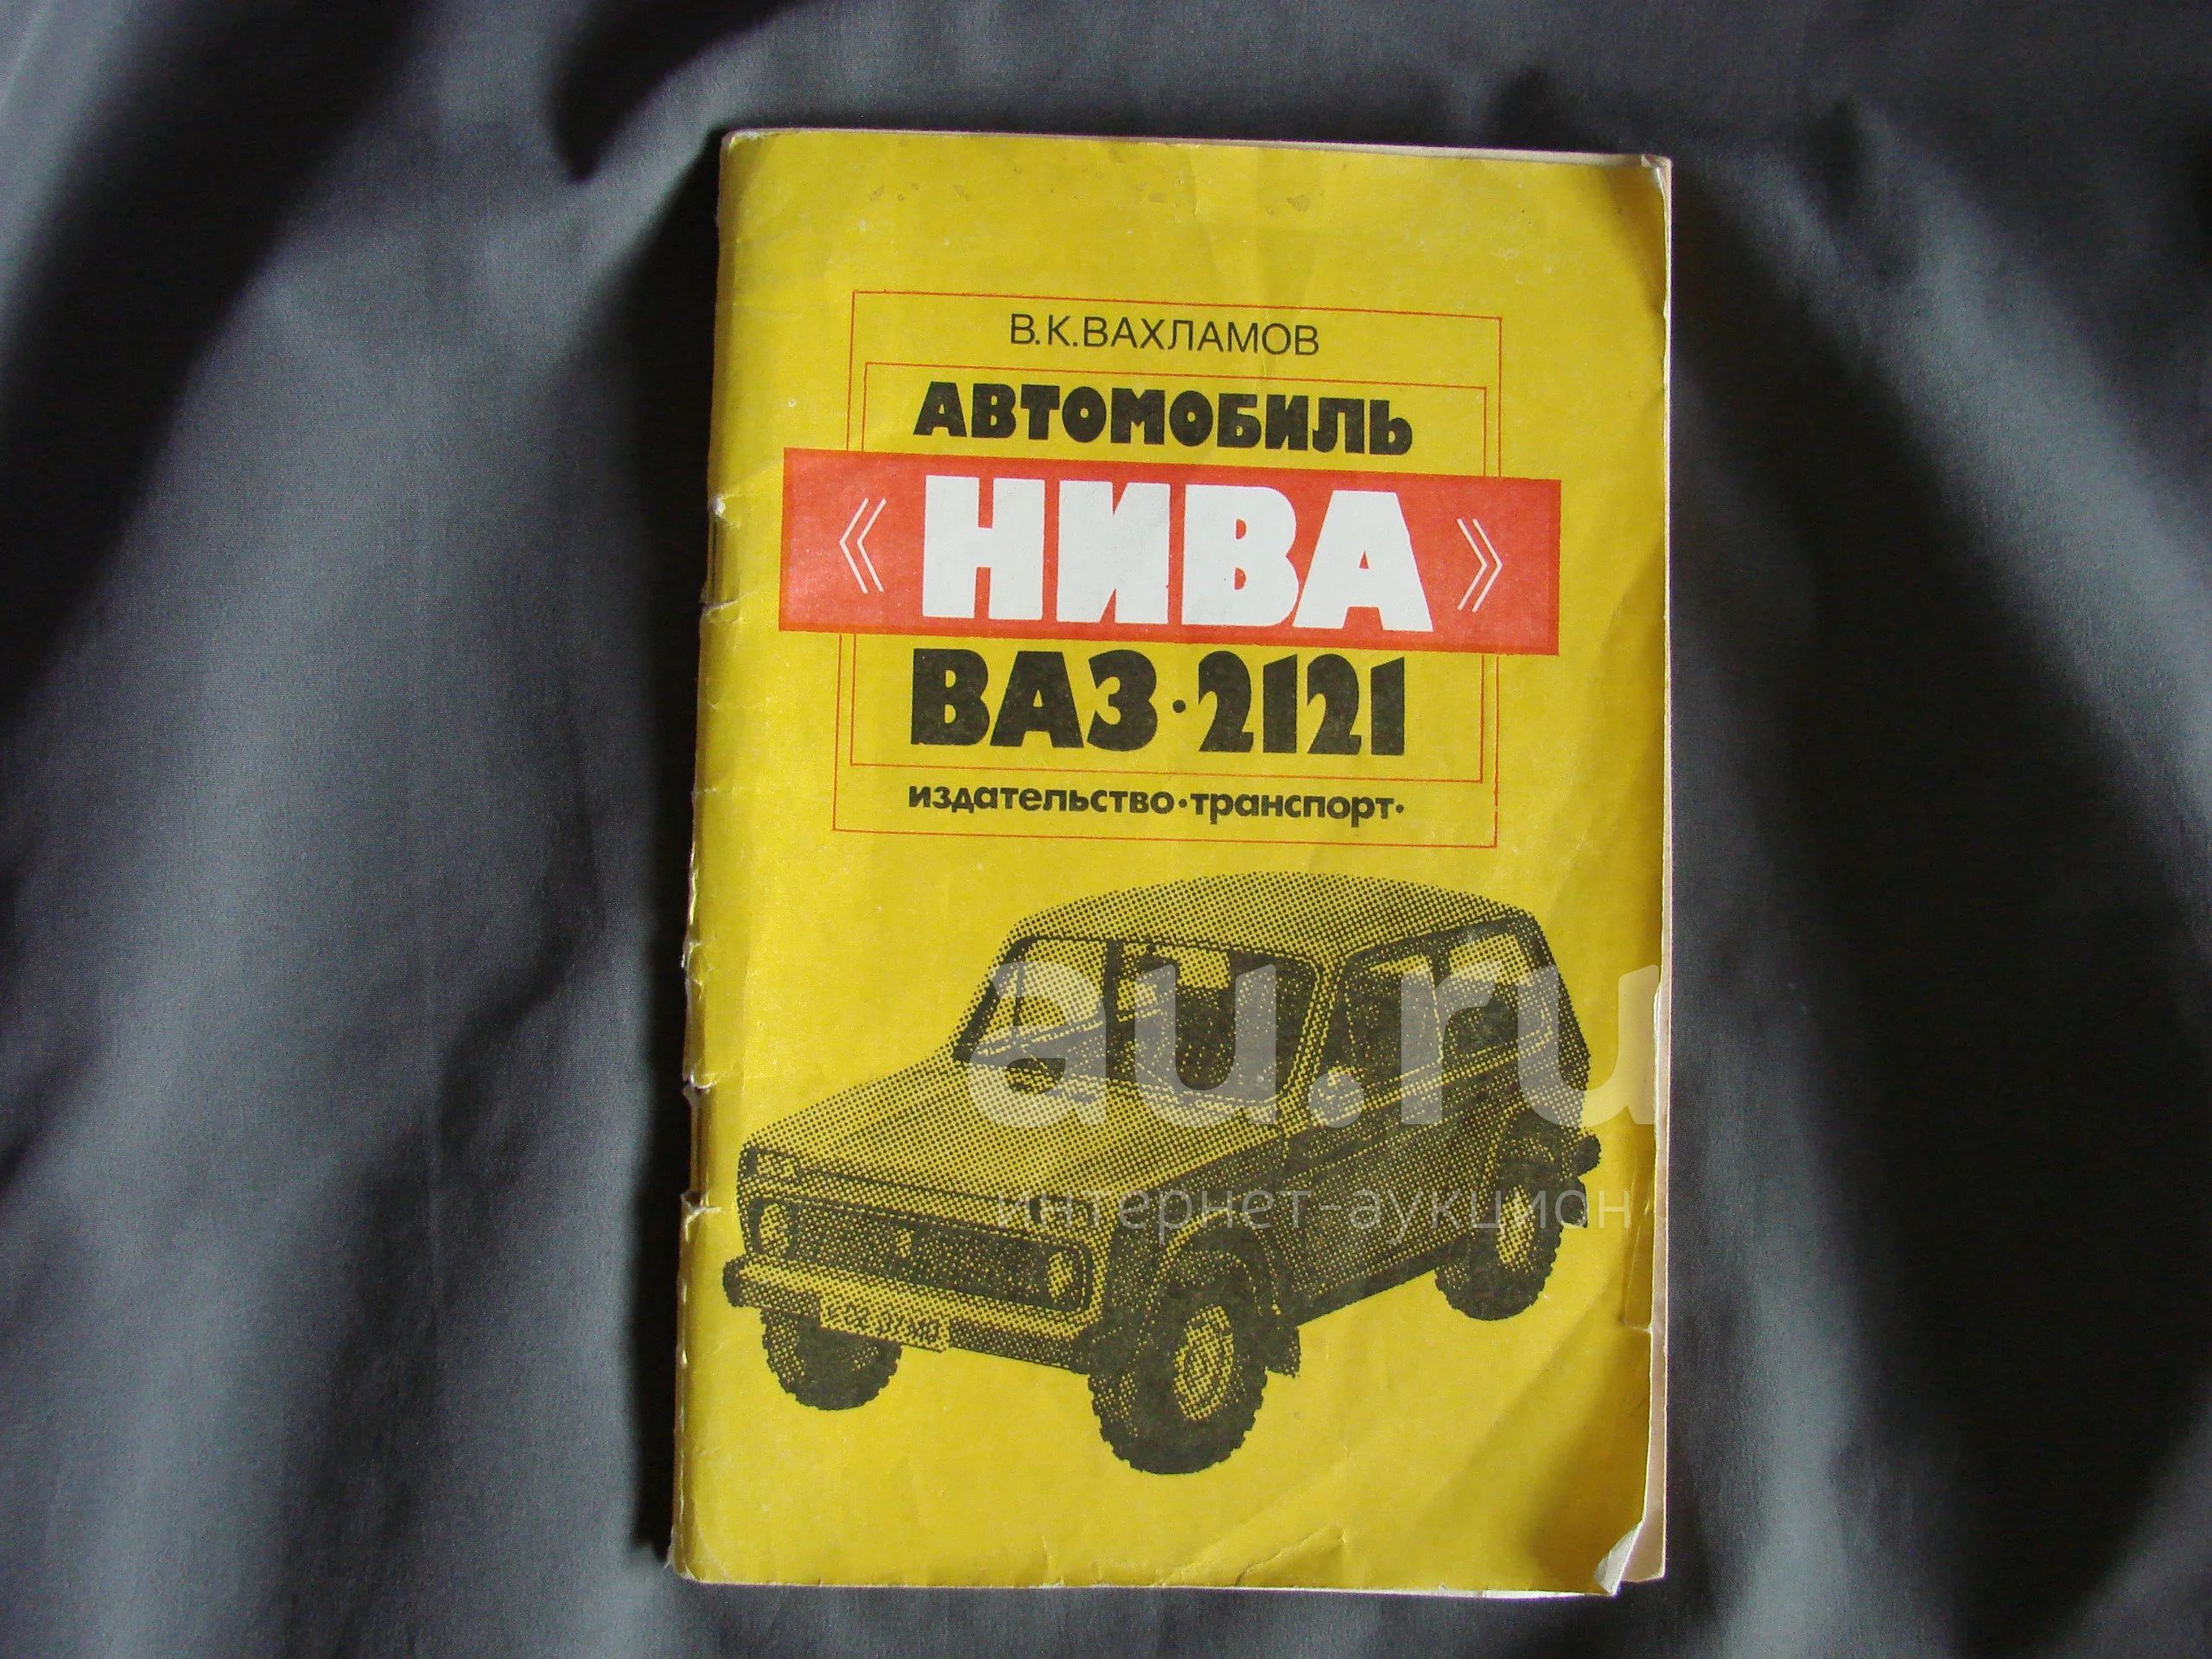 В.К.ВАХЛАМОВ
АВТОМОБИЛЬ
«НИВА»
ВАЗ·2121
издательство·транспорт·
au.ru
интернет-аукцион